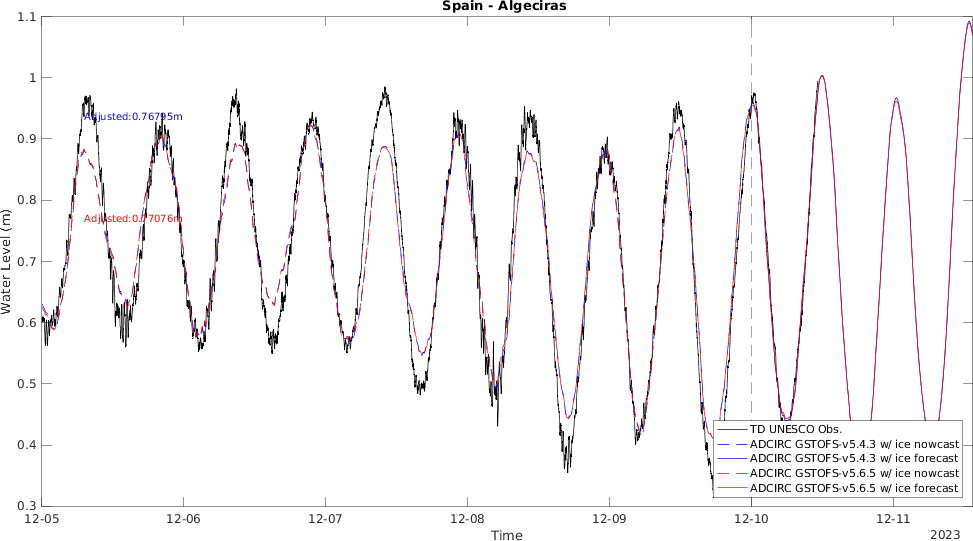 Spain - Algeciras
1.1
1
0.9
0.8
0.7
0.6
0.5
0.4
0.3
Water Level (m)
Adjusted:0.76795m
Adjusted:0.77076m
TD UNESCO Obs.
ADCIRC GSTOFS-v5.4.3 w/ ice nowcast
ADCIRC GSTOFS-v5.4.3 w/ ice forecast
ADCIRC GSTOFS-v5.6.5 w/ ice nowcast
ADCIRC GSTOFS-v5.6.5 w/ ice forecast
12-05 12-06 12-07 12-08 12-09 12-10 12-11
Time
2023